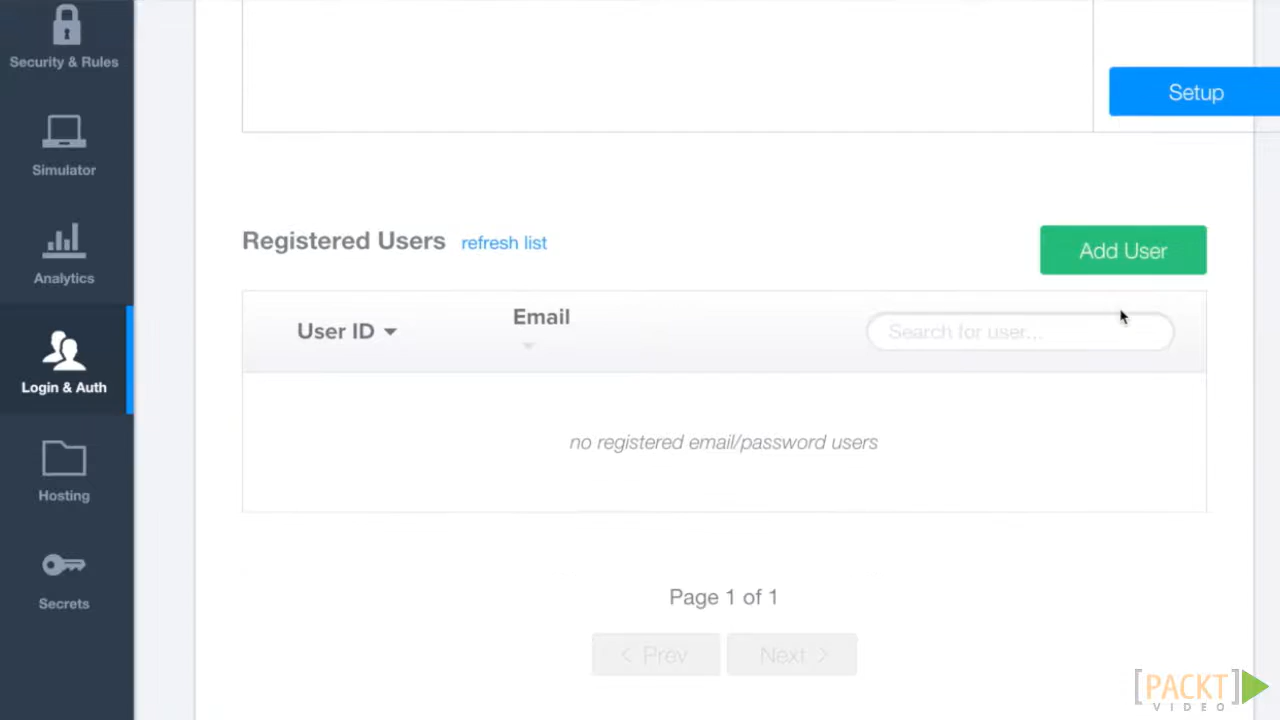 Security & Rules
Simulator
Analytics
Login & Auth
Hosting
Secrets
Setup
Registered Users refresh list
Add User
User ID
Email
Search for user...
no registered email/password users
Page 1 of 1
< Prev
Next >
[PACKT]
VIDEO